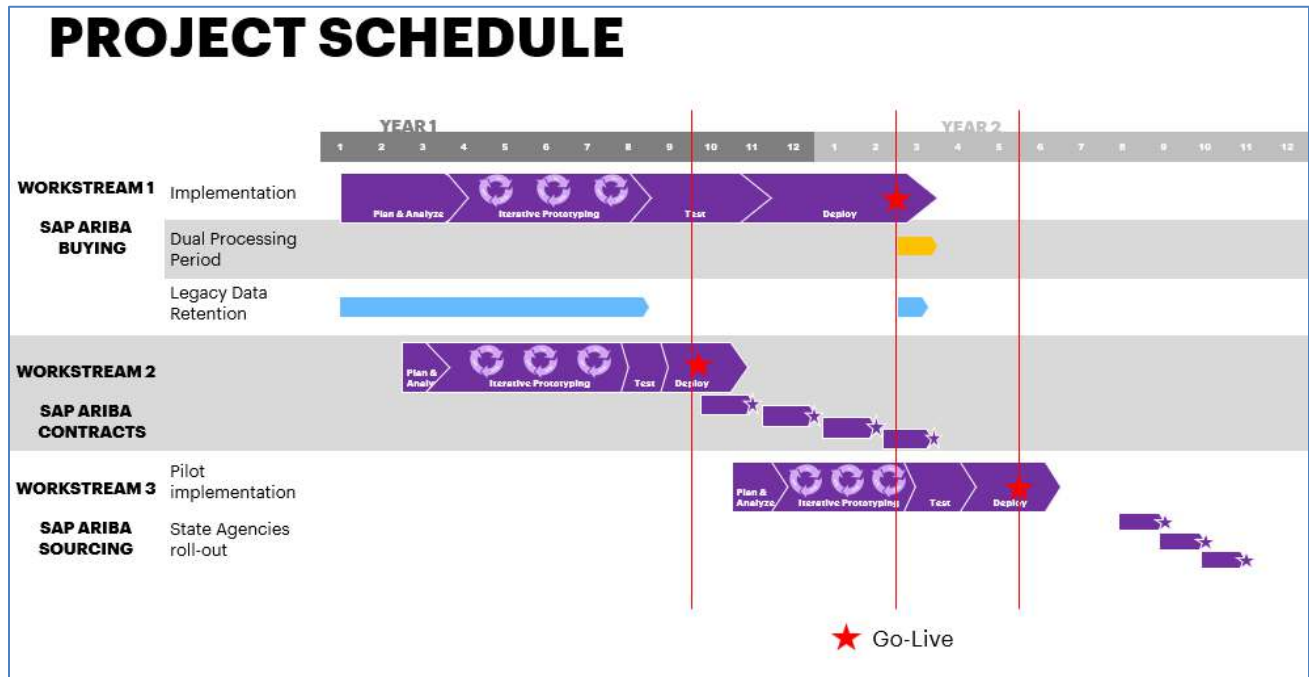 PROJECT SCHEDULE
YEAR 1 YEAR 2
1 2 3 4 5 6 7 8 9 10 11 12 1 2 3 4 5 6 7 8 9 10 11 12
WORKSTREAM 1
SAP ARIBA
BUYING
Implementation
Plan & Analyze Iterative Prototyping Test Deploy
Dual Processing
Period
Legacy Data
Retention
WORKSTREAM 2
SAP ARIBA
CONTRACTS
Plan &
Analy Iterative Prototyping Test Deploy
WORKSTREAM 3
SAP ARIBA
SOURCING
Pilot
implementation
Plan &
Analyze Iterative Prototyping Test Deploy
State Agencies
roll-out
Go-Live